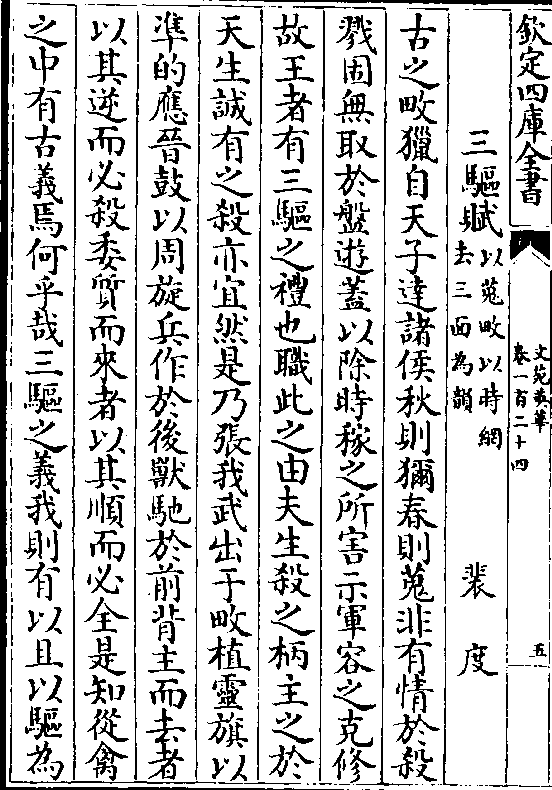 欽定四庫全書
文苑英華
卷一百二十四
五
三驅賦以蒐畋以時網
去三面為韻
裴度
古之畋獵自天子達諸侯秋則獮春則蒐非有情於殺
戮固無取於盤遊蓋以除時稼之所害示軍容之克修
故王者有三驅之禮也職此之由夫生殺之柄主之於
天生誠有之殺亦宜然是乃張我武出于畋植靈旗以
凖的應晉鼓以周旋兵作於後獸馳於前背主而去者
以其逆而必殺委質而來者以其順而必全是知從禽
之中有古義焉何乎哉三驅之義我則有以且以驅為